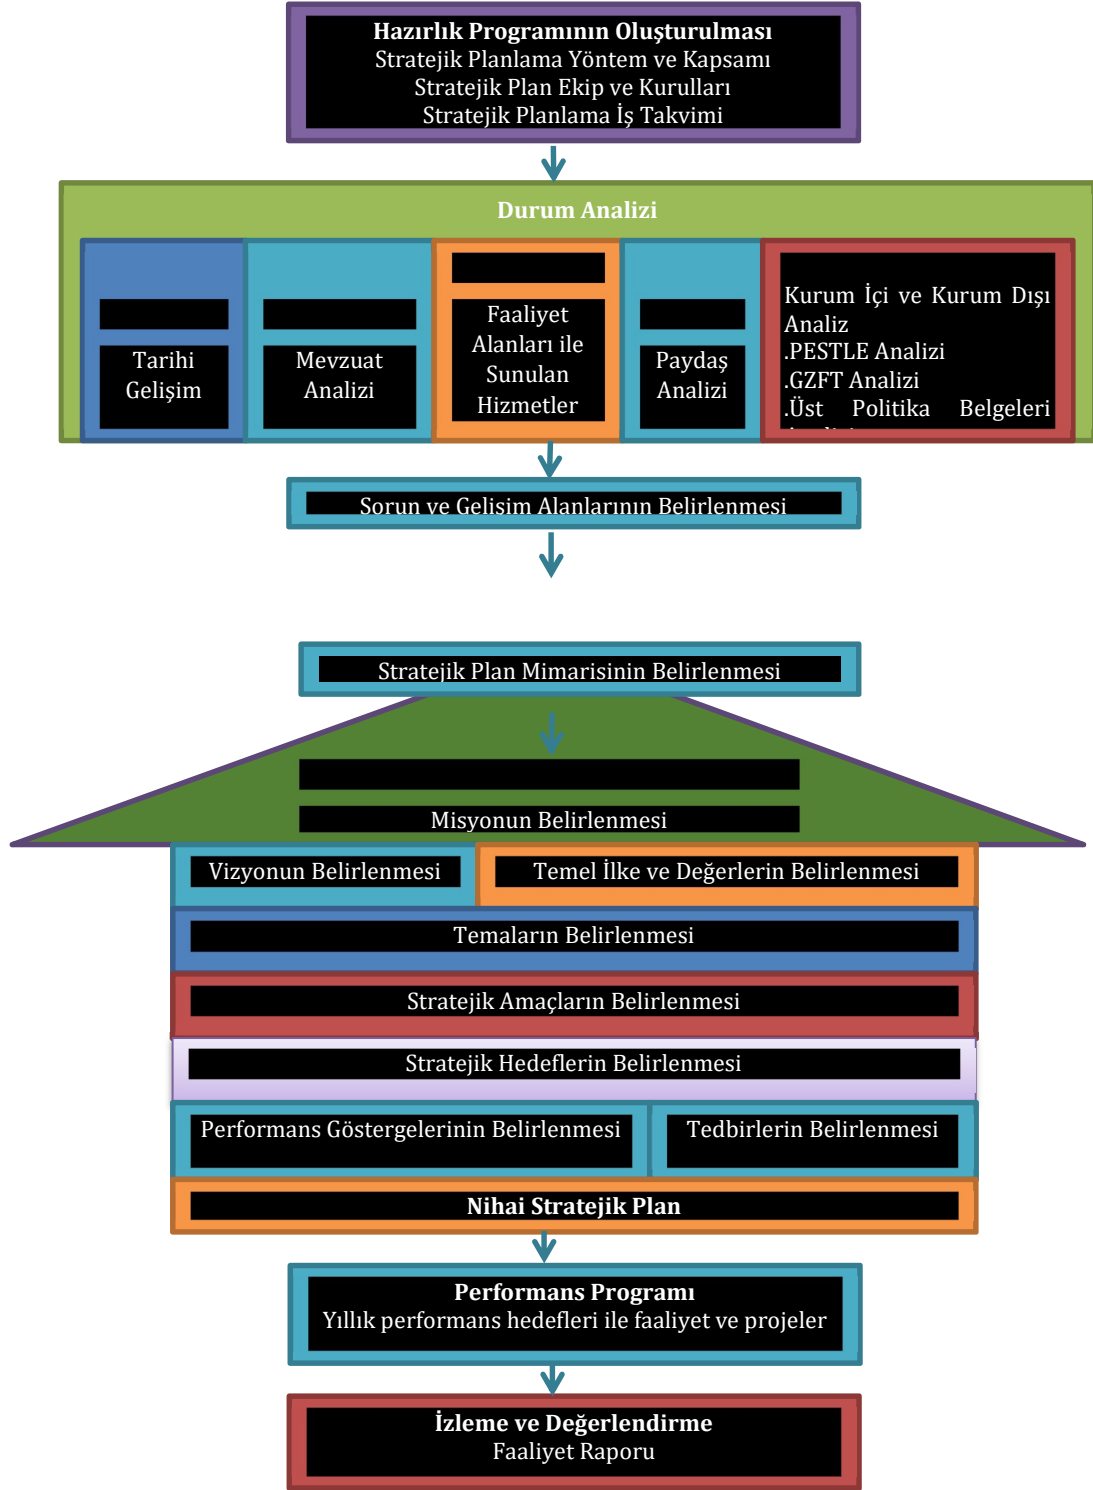 Hazırlık Programının Oluşturulması
Stratejik Planlama Yöntem ve Kapsamı
Stratejik Plan Ekip ve Kurulları
Stratejik Planlama İş Takvimi
Durum Analizi
Tarihi
Gelişim
Mevzuat
Analizi
Faaliyet
Alanları ile
Sunulan
Hizmetler
Paydaş
Analizi
Kurum İçi ve Kurum Dışı
Analiz
.PESTLE Analizi
.GZFT Analizi
.Üst Politika Belgeleri
Sorun ve Gelişim Alanlarının Belirlenmesi
Stratejik Plan Mimarisinin Belirlenmesi
Misyonun Belirlenmesi
Vizyonun Belirlenmesi
Temel İlke ve Değerlerin Belirlenmesi
Temaların Belirlenmesi
Stratejik Amaçların Belirlenmesi
Stratejik Hedeflerin Belirlenmesi
Performans Göstergelerinin Belirlenmesi
Tedbirlerin Belirlenmesi
Nihai Stratejik Plan
Performans Programı
Yıllık performans hedefleri ile faaliyet ve projeler
İzleme ve Değerlendirme
Faaliyet Raporu